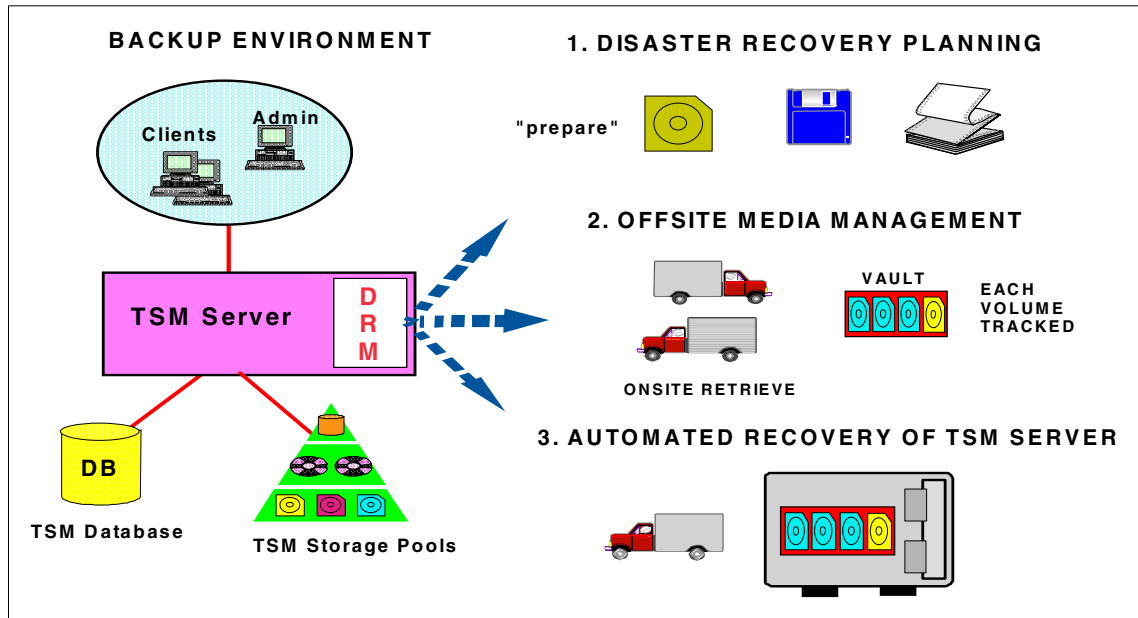 BACKUP ENVIRONMENT
Admin
Clients
TSM Server
D
R
M
DB
TSM Database
TSM Storage Pools
1. DISASTER RECOVERY PLANNING
"prepare"
2. OFFSITE MEDIA MANAGEMENT
VAULT
EACH
VOLUME
TRACKED
ONSITE RETRIEVE
3. AUTOMATED RECOVERY OF TSM SERVER